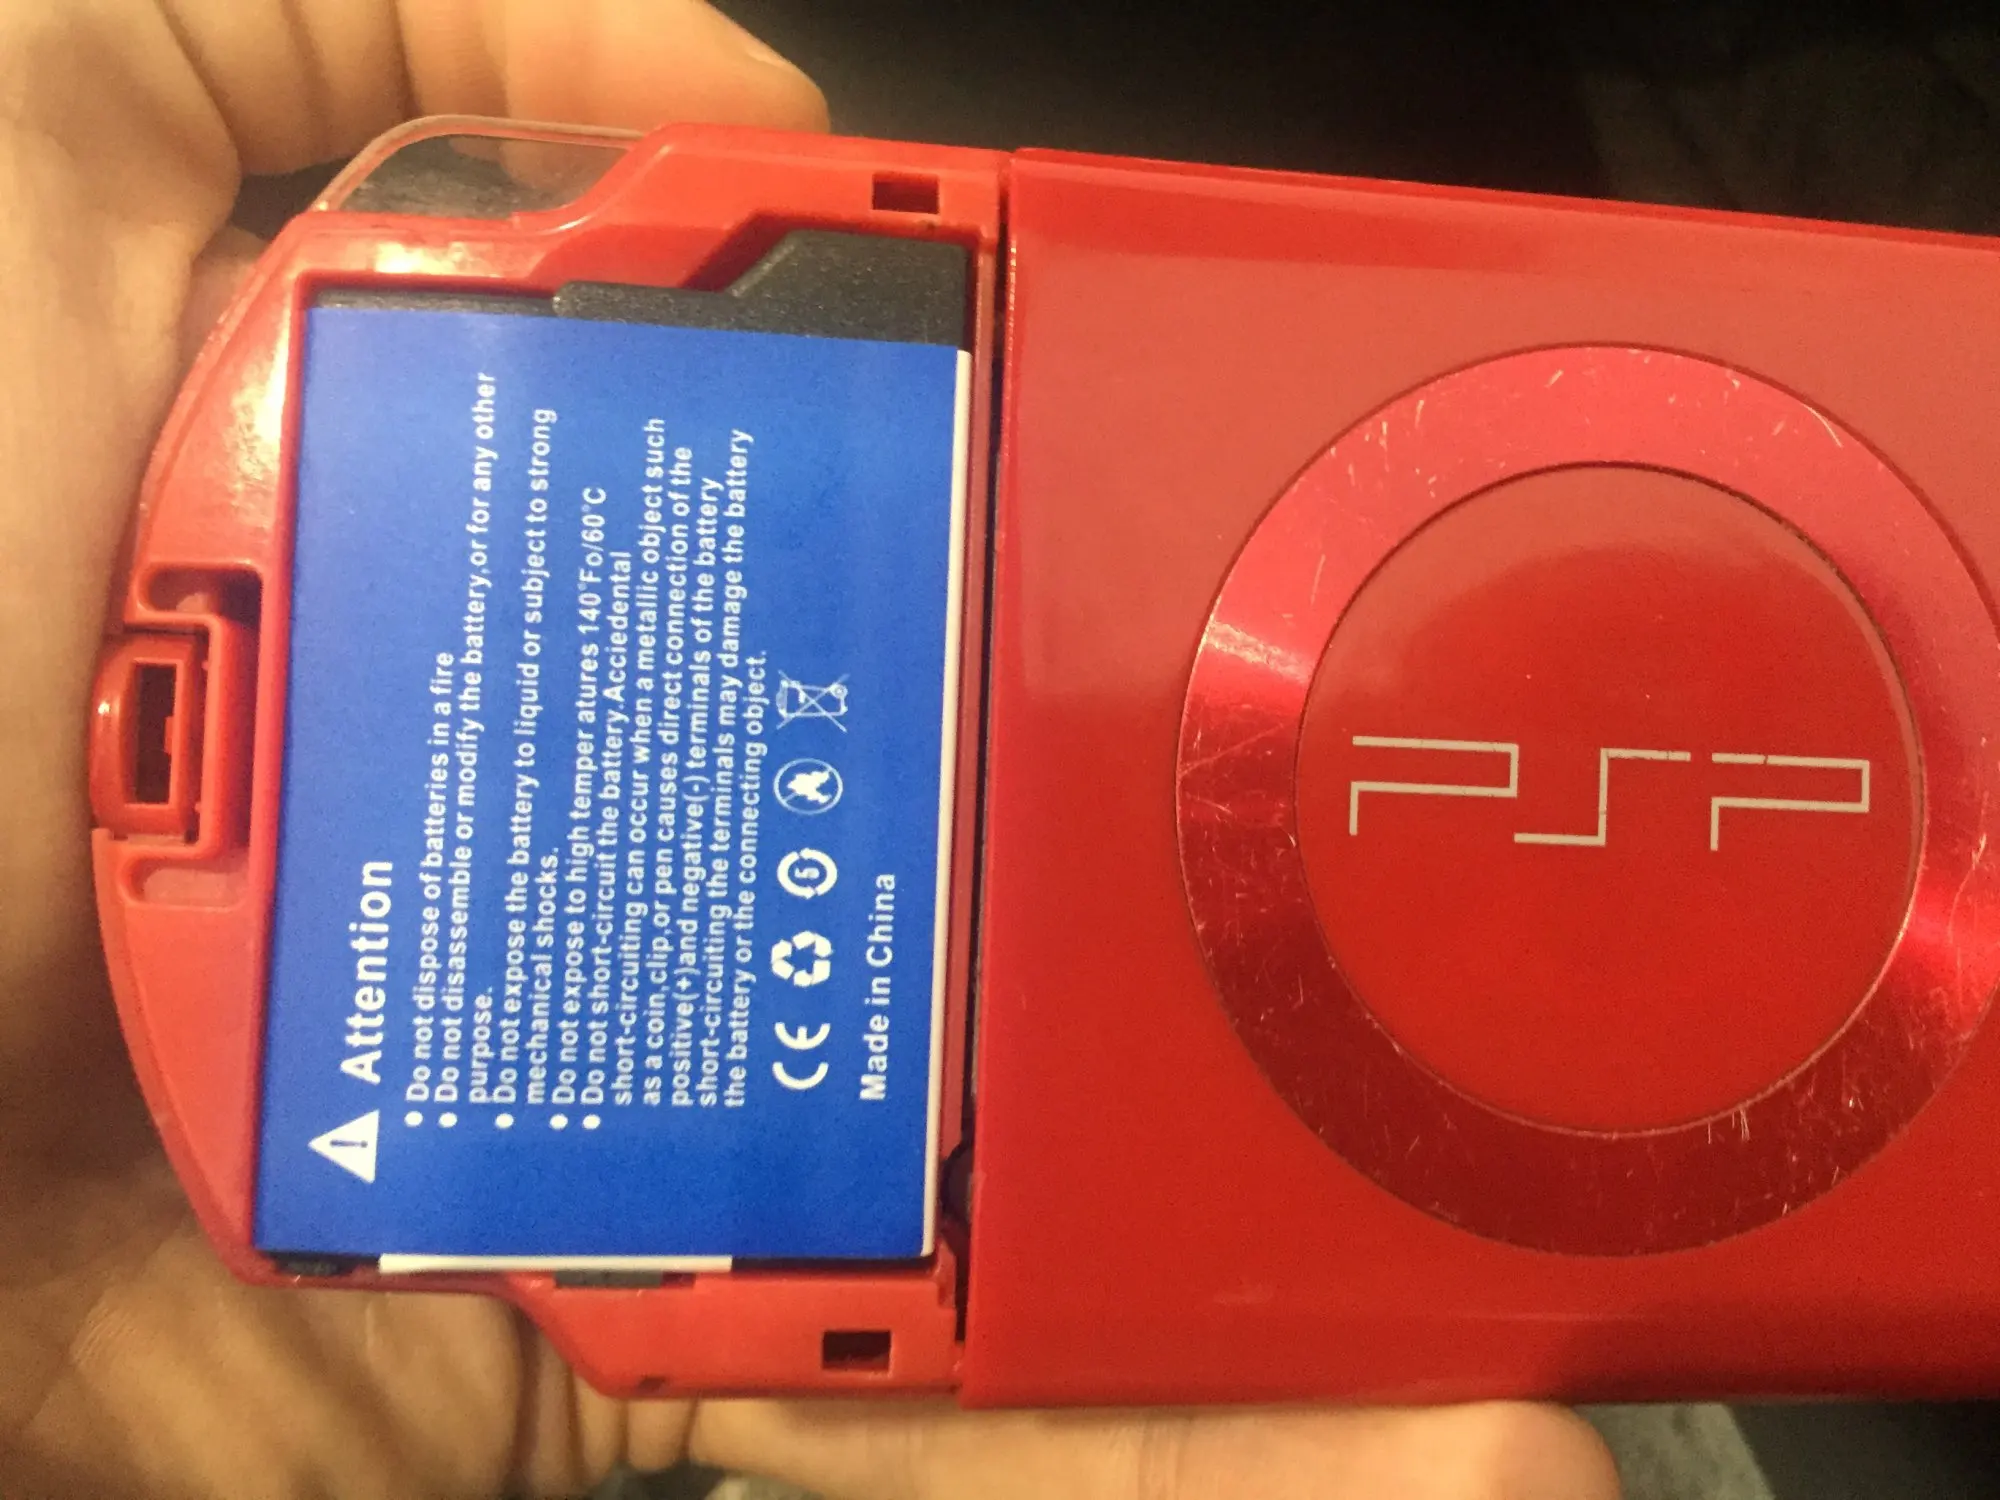 Attention
● Do not dispose of batteries in a fire
● Do not disassemble or modify the battery,or for any other
purpose.
● Do not expose the battery to liquid or subject to strong
mechanical shocks.
● Do not expose to high temper atures 140°Fo/60°C
● Do not short-circuit the battery.Acciedental
short-circuiting can occur when a metallic object such
as a coin,clip,or pen causes direct connection of the
positive(+)and negative(-) terminals of the battery
short-circuiting the terminals may damage the battery
the battery or the connecting object.
CE 5
Made in China
PSP